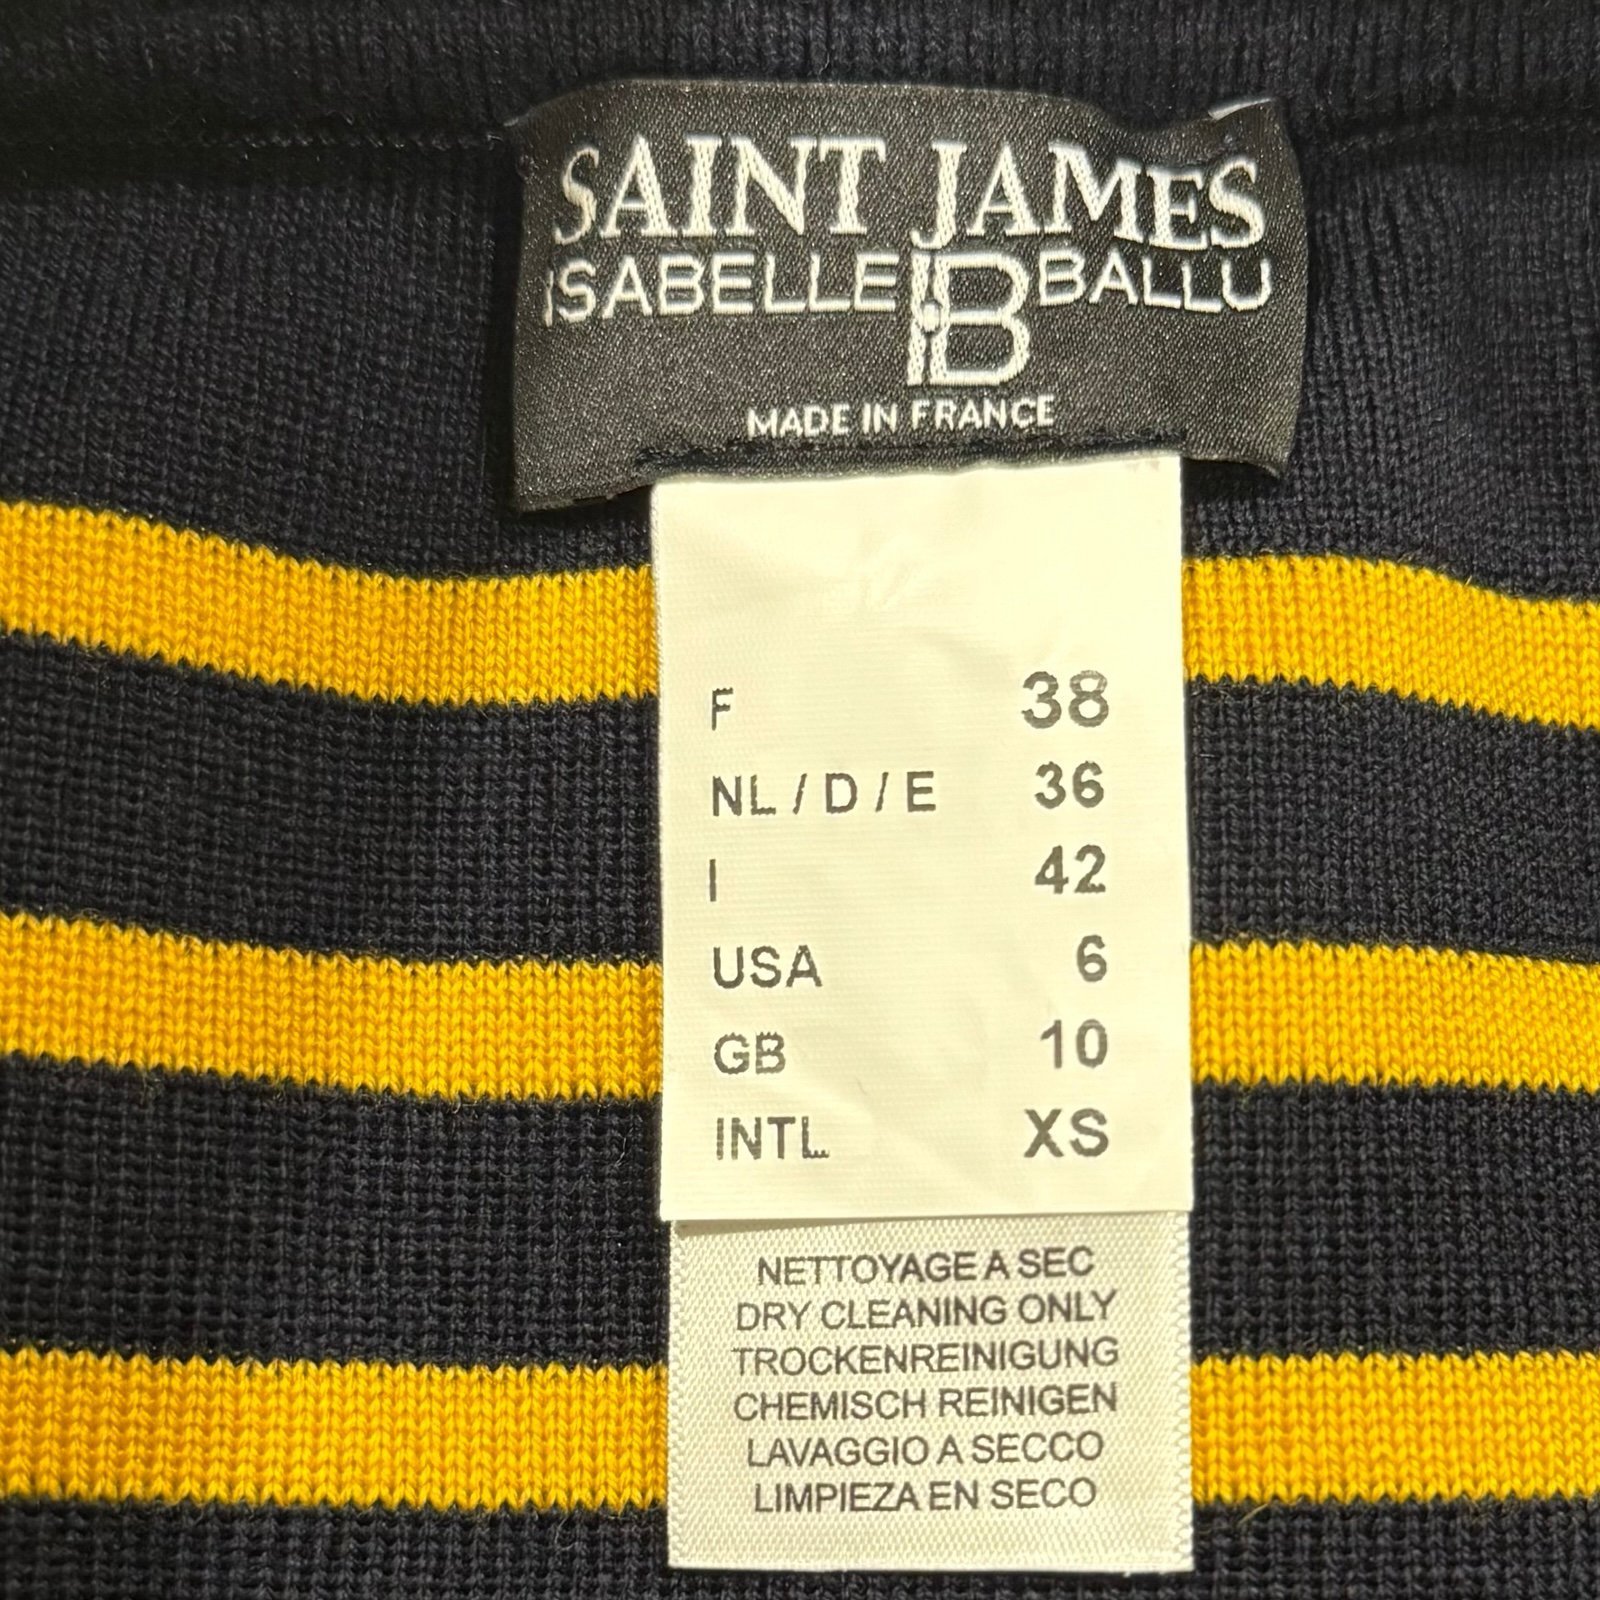 SAINT JAMES
ISABELLE IB BALLU
MADE IN FRANCE
F 38
NL / D / E 36
I 42
USA 6
GB 10
INTL XS
NETTOYAGE A SEC
DRY CLEANING ONLY
TROCKENREINIGUNG
CHEMISCH REINIGEN
LAVAGGIO A SECCO
LIMPIEZA EN SECO